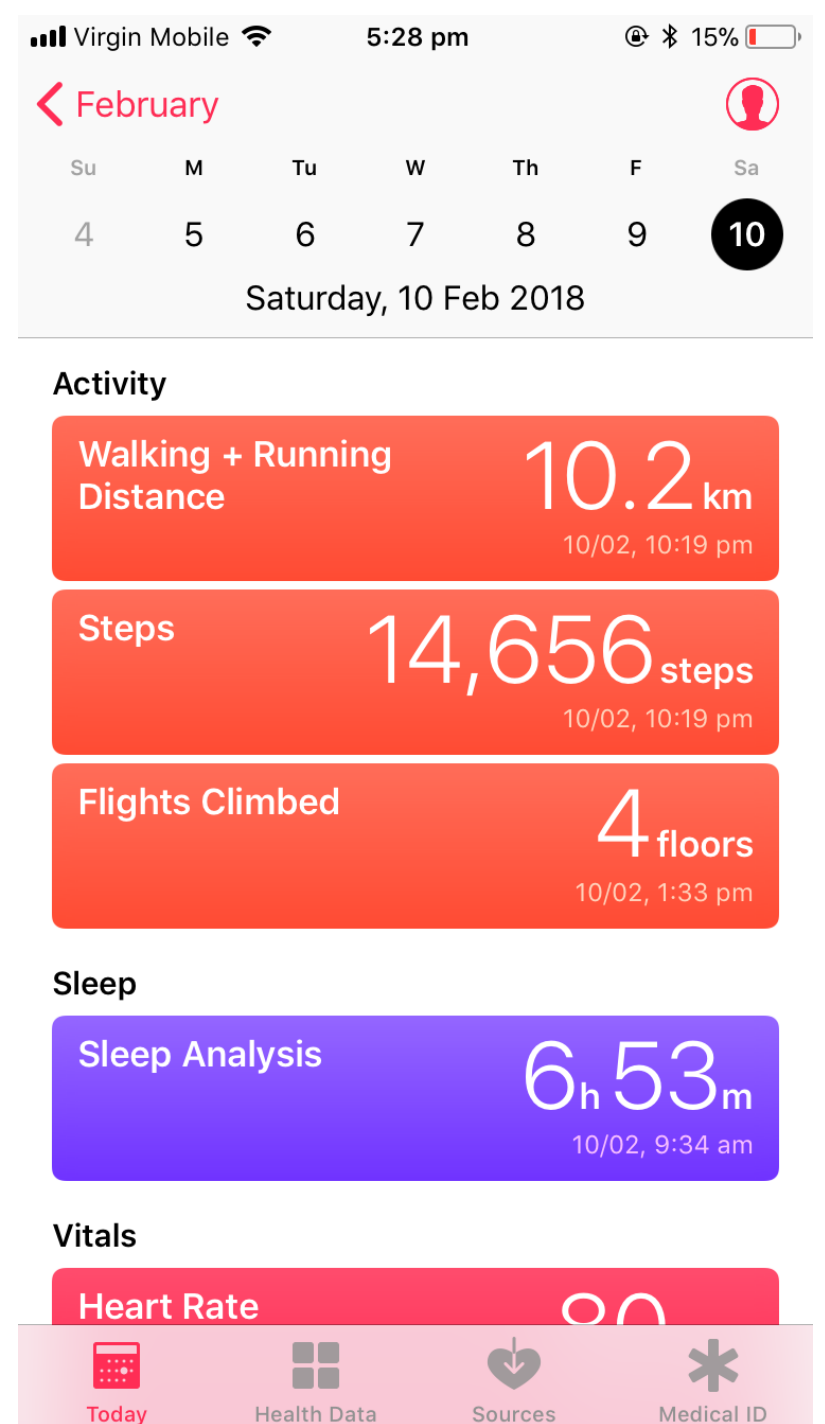 Virgin Mobile 5:28 pm 15%
February
Su M Tu W Th F Sa
4 5 6 7 8 9 10
Saturday, 10 Feb 2018
Activity
Walking + Running
Distance
10.2 km
10/02, 10:19 pm
Steps
14,656 steps
10/02, 10:19 pm
Flights Climbed
4 floors
10/02, 1:33 pm
Sleep
Sleep Analysis
6h 53m
10/02, 9:34 am
Vitals
Heart Rate
Today Health Data Sources Medical ID